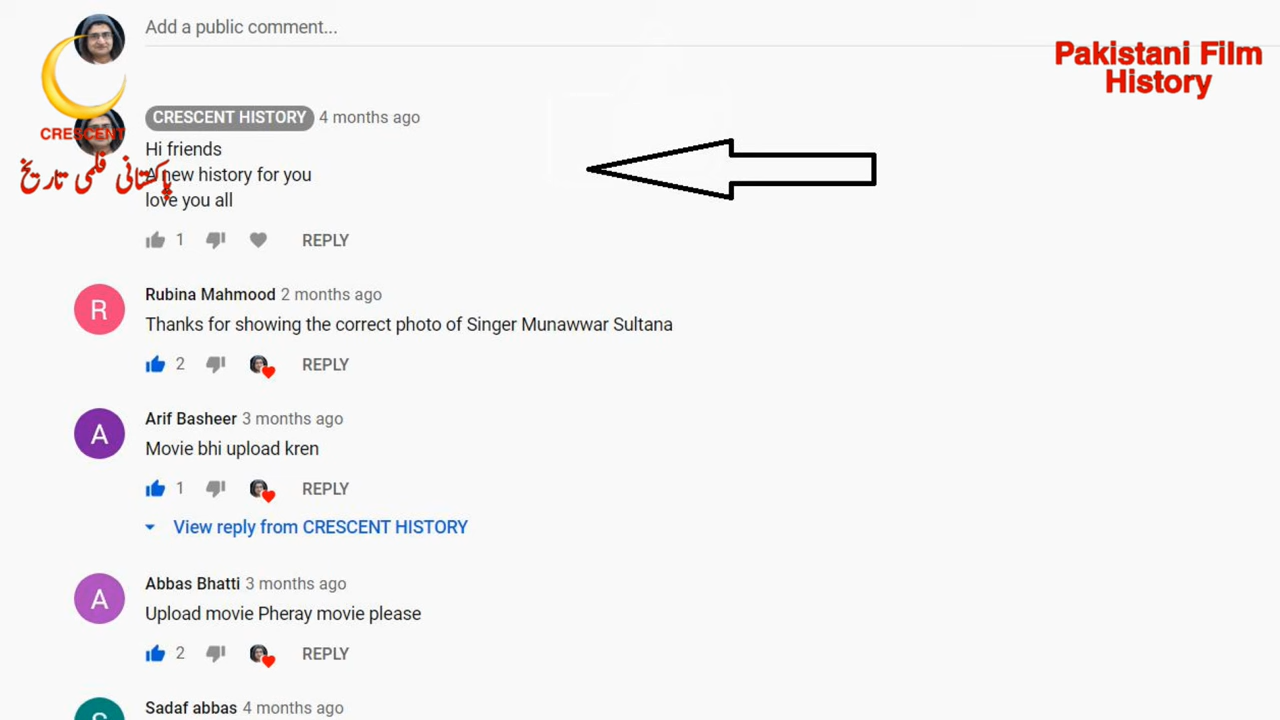 Add a public comment...
Pakistani Film
History
CRESCENT HISTORY 4 months ago
CRESCENT
Hi friends
A new history for you
love you all
پاکستانی فلمی تاریخ
1 REPLY
R
Rubina Mahmood 2 months ago
Thanks for showing the correct photo of Singer Munawwar Sultana
2 REPLY
A
Arif Basheer 3 months ago
Movie bhi upload kren
1 REPLY
View reply from CRESCENT HISTORY
A
Abbas Bhatti 3 months ago
Upload movie Pheray movie please
2 REPLY
S
Sadaf abbas 4 months ago